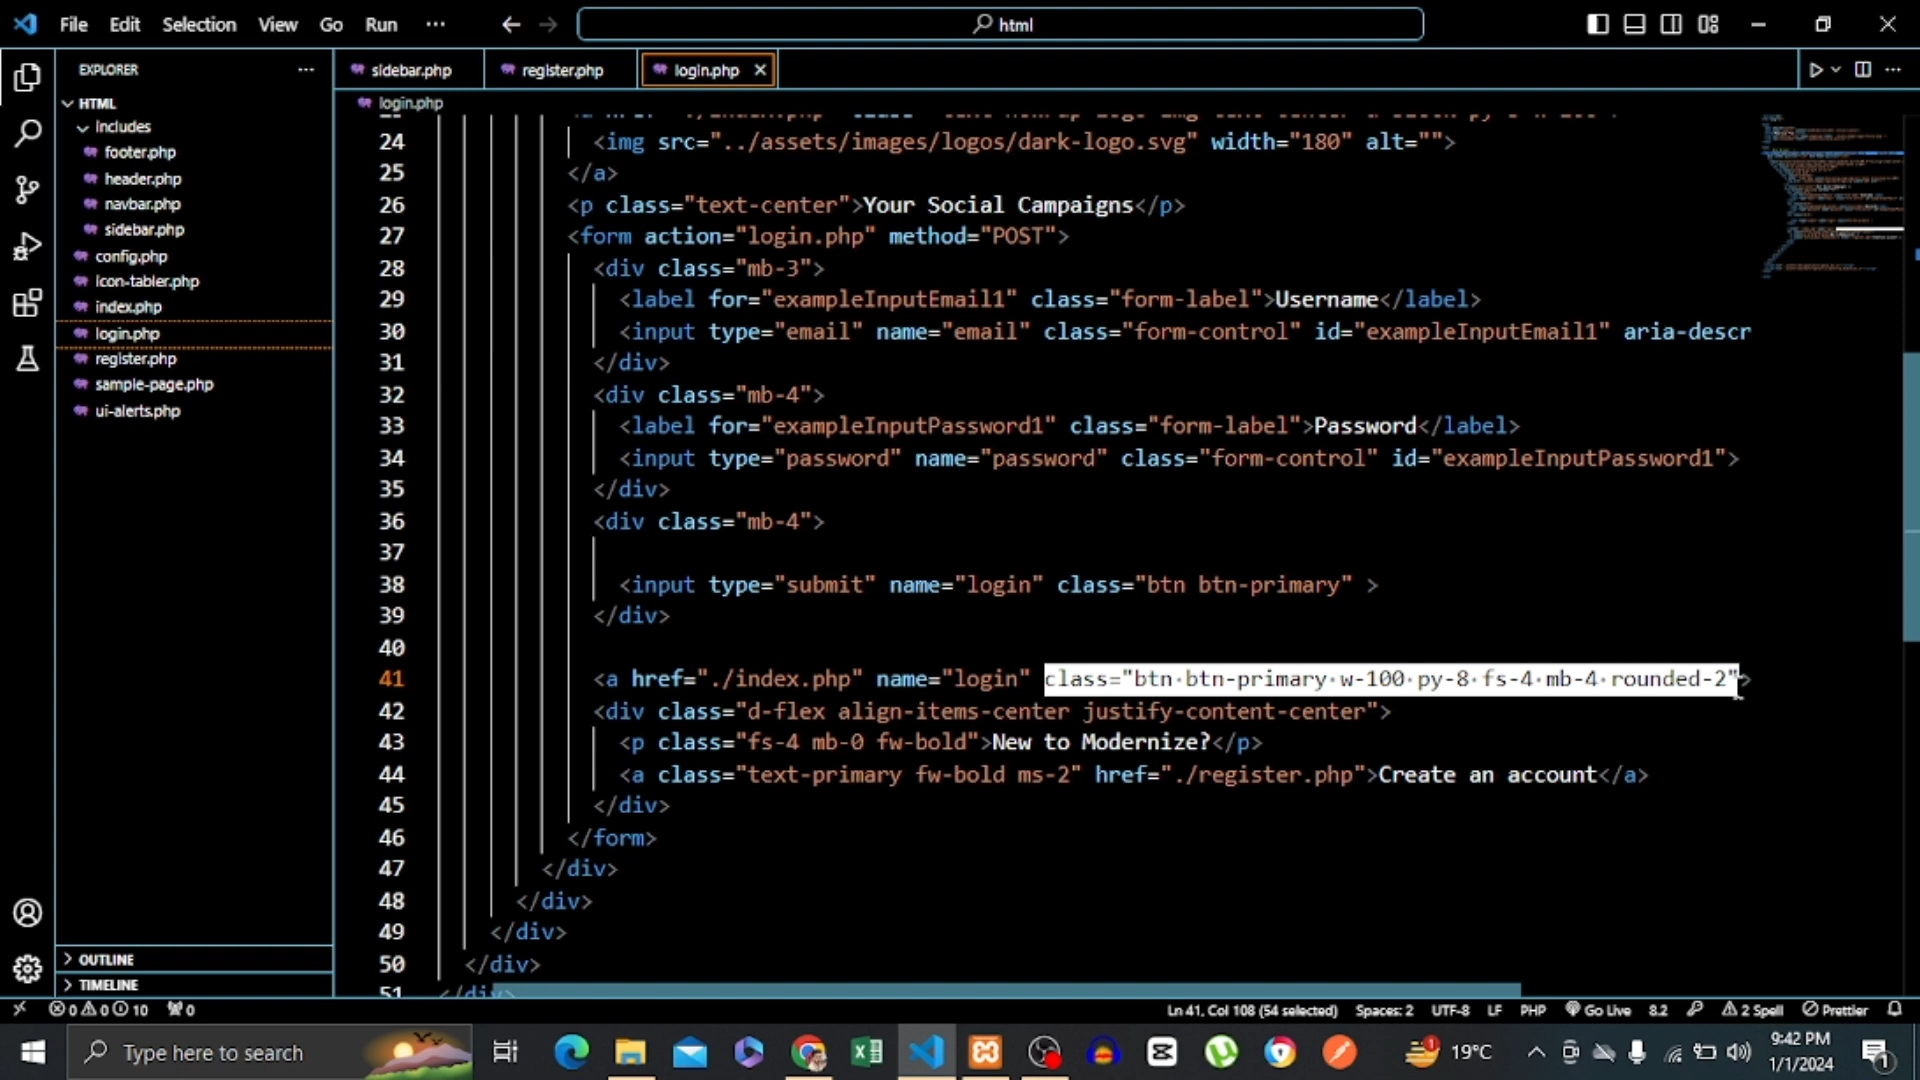 File Edit Selection View Go Run ··· html
EXPLORER ···
sidebar.php register.php login.php
HTML
login.php
includes
footer.php
header.php
navbar.php
sidebar.php
config.php
icon-tabler.php
index.php
login.php
register.php
sample-page.php
ui-alerts.php
OUTLINE
TIMELINE
24 <img src="../assets/images/logos/dark-logo.svg" width="180" alt="">
25 </a>
26 <p class="text-center">Your Social Campaigns</p>
27 <form action="login.php" method="POST">
28 <div class="mb-3">
29 <label for="exampleInputEmail1" class="form-label">Username</label>
30 <input type="email" name="email" class="form-control" id="exampleInputEmail1" aria-descr
31 </div>
32 <div class="mb-4">
33 <label for="exampleInputPassword1" class="form-label">Password</label>
34 <input type="password" name="password" class="form-control" id="exampleInputPassword1">
35 </div>
36 <div class="mb-4">
37
38 <input type="submit" name="login" class="btn btn-primary" >
39 </div>
40
41 <a href="./index.php" name="login" class="btn·btn-primary·w-100·py-8·fs-4·mb-4·rounded-2">
42 <div class="d-flex align-items-center justify-content-center">
43 <p class="fs-4 mb-0 fw-bold">New to Modernize?</p>
44 <a class="text-primary fw-bold ms-2" href="./register.php">Create an account</a>
45 </div>
46 </form>
47 </div>
48 </div>
49 </div>
50 </div>
51 </div>
0 0 10 0 Ln 41, Col 108 (54 selected) Spaces: 2 UTF-8 LF PHP Go Live 8.2 2 Spell Prettier
Type here to search 19°C 9:42 PM
1/1/2024 1